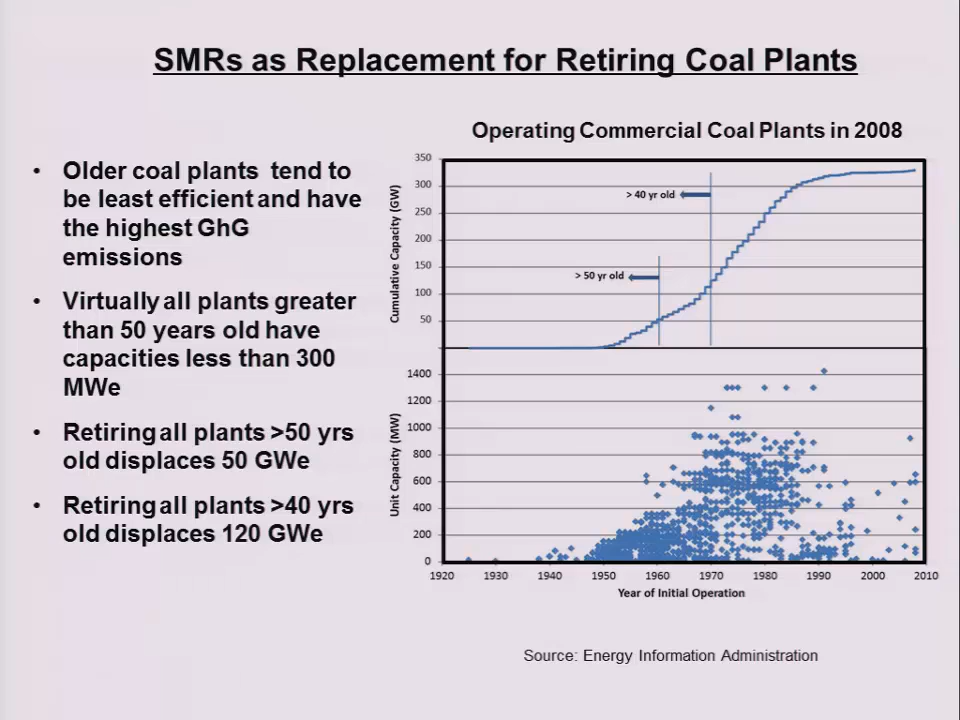 SMRs as Replacement for Retiring Coal Plants
Operating Commercial Coal Plants in 2008
• Older coal plants tend to
be least efficient and have
the highest GhG
emissions
• Virtually all plants greater
than 50 years old have
capacities less than 300
MWe
• Retiring all plants >50 yrs
old displaces 50 GWe
• Retiring all plants >40 yrs
old displaces 120 GWe
Cumulative Capacity (GW)
350
300
250
200
150
100
50
> 40 yr old
> 50 yr old
Unit Capacity (MW)
1400
1200
1000
800
600
400
200
0
1920 1930 1940 1950 1960 1970 1980 1990 2000 2010
Year of Initial Operation
Source: Energy Information Administration